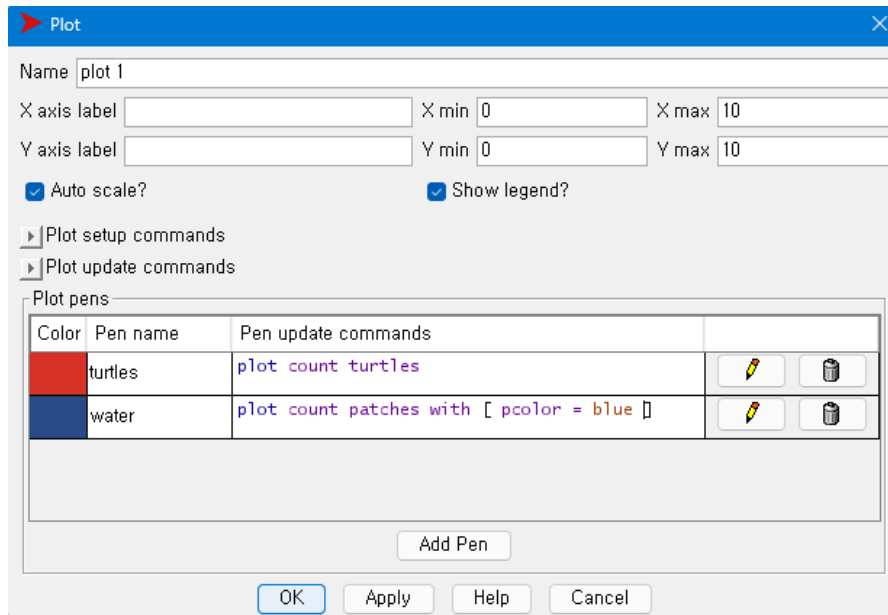 Plot
Name plot 1
X axis label X min 0 X max 10
Y axis label Y min 0 Y max 10
Auto scale? Show legend?
Plot setup commands
Plot update commands
Plot pens
Color Pen name Pen update commands
turtles plot count turtles
water plot count patches with [ pcolor = blue ]
Add Pen
OK Apply Help Cancel